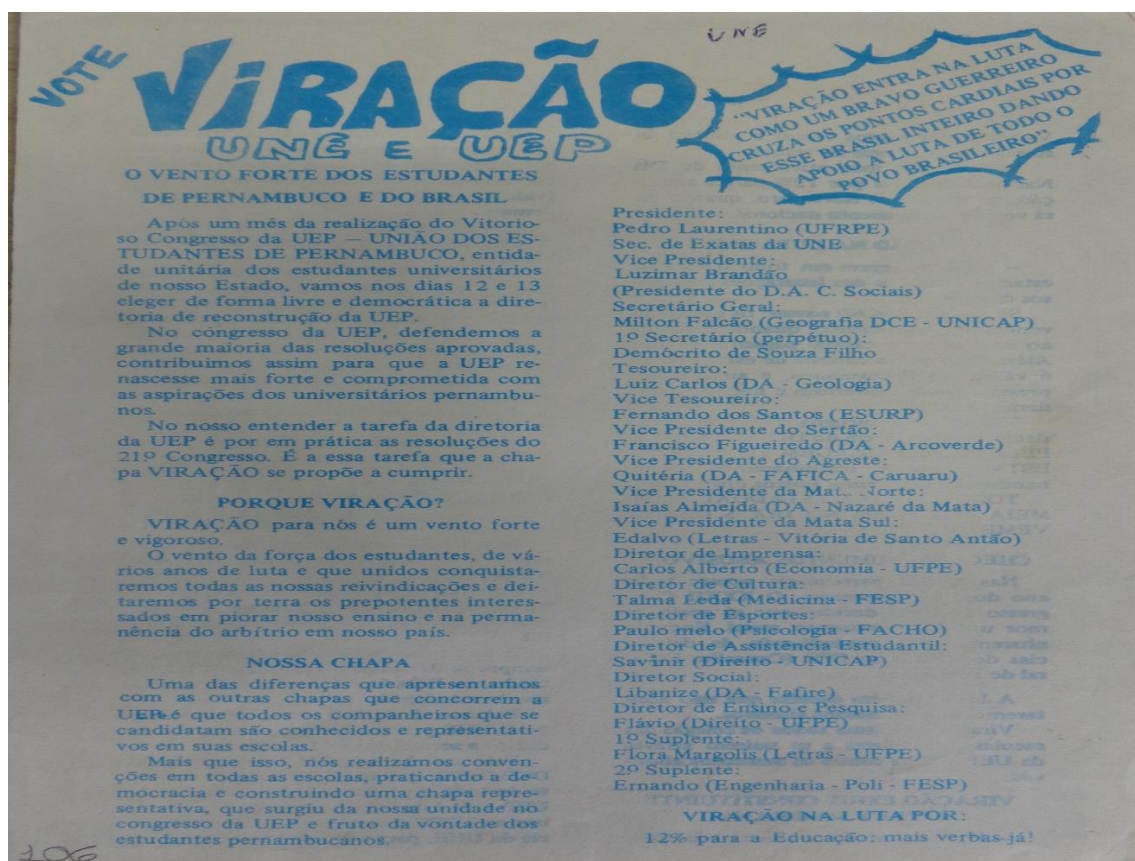 UNE
VOTE
VIRAÇÃO
UNE E UEP
"VIRAÇÃO ENTRA NA LUTA
COMO UM BRAVO GUERREIRO
CRUZA OS PONTOS CARDIAIS POR
ESSE BRASIL INTEIRO DANDO
APOIO A LUTA DE TODO O
POVO BRASILEIRO"
O VENTO FORTE DOS ESTUDANTES
DE PERNAMBUCO E DO BRASIL
Após um mês da realização do Vitorio-
so Congresso da UEP — UNIÃO DOS ES-
TUDANTES DE PERNAMBUCO, entida-
de unitária dos estudantes universitários
de nosso Estado, vamos nos dias 12 e 13
eleger de forma livre e democrática a dire-
toria de reconstrução da UEP.
No congresso da UEP, defendemos a
grande maioria das resoluções aprovadas,
contribuimos assim para que a UEP re-
nascesse mais forte e comprometida com
as aspirações dos universitários pernambu-
nos.
No nosso entender a tarefa da diretoria
da UEP é por em prática as resoluções do
21º Congresso. É a essa tarefa que a cha-
pa VIRAÇÃO se propõe a cumprir.
PORQUE VIRAÇÃO?
VIRAÇÃO para nós é um vento forte
e vigoroso.
O vento da força dos estudantes, de vá-
rios anos de luta e que unidos conquista-
remos todas as nossas reivindicações e dei-
taremos por terra os prepotentes interes-
sados em piorar nosso ensino e na perma-
nência do arbítrio em nosso país.
NOSSA CHAPA
Uma das diferenças que apresentamos
com as outras chapas que concorrem a
UEP é que todos os companheiros que se
candidatam são conhecidos e representati-
vos em suas escolas.
Mais que isso, nós realizamos conven-
ções em todas as escolas, praticando a de-
mocracia e construindo uma chapa repre-
sentativa, que surgiu da nossa unidade no
congresso da UEP e fruto da vontade dos
estudantes pernambucanos.
Presidente:
Pedro Laurentino (UFRPE)
Sec. de Exatas da UNE
Vice Presidente:
Luzimar Brandão
(Presidente do D.A. C. Sociais)
Secretário Geral:
Milton Falcão (Geografia DCE - UNICAP)
1º Secretário (perpétuo):
Demócrito de Souza Filho
Tesoureiro:
Luiz Carlos (DA - Geologia)
Vice Tesoureiro:
Fernando dos Santos (ESURP)
Vice Presidente do Sertão:
Francisco Figueiredo (DA - Arcoverde)
Vice Presidente do Agreste:
Quitéria (DA - FAFICA - Caruaru)
Vice Presidente da Norte:
Isaías Almeida (DA - Nazaré da Mata)
Vice Presidente da Mata Sul:
Edalvo (Letras - Vitória de Santo Antão)
Diretor de Imprensa:
Carlos Alberto (Economia - UFPE)
Diretor de Cultura:
Talma Leda (Medicina - FESP)
Diretor de Esportes:
Paulo melo (Psicologia - FACHO)
Diretor de Assistência Estudantil:
Savinir (Direito - UNICAP)
Diretor Social:
Libanize (DA - Fafire)
Diretor de Ensino e Pesquisa:
Flávio (Direito - UFPE)
1º Suplente:
Flora Margolis (Letras - UFPE)
2º Suplente:
Ernando (Engenharia - Poli - FESP)
VIRAÇÃO NA LUTA POR:
12% para a Educação; mais verbas-já!
106